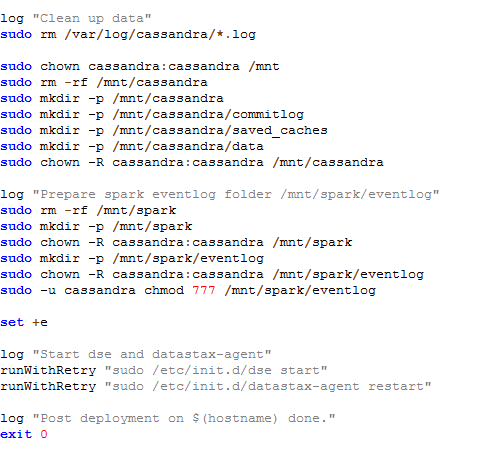 log "Clean up data"
sudo rm /var/log/cassandra/*.log
sudo chown cassandra:cassandra /mnt
sudo rm -rf /mnt/cassandra
sudo mkdir -p /mnt/cassandra
sudo mkdir -p /mnt/cassandra/commitlog
sudo mkdir -p /mnt/cassandra/saved_caches
sudo mkdir -p /mnt/cassandra/data
sudo chown -R cassandra:cassandra /mnt/cassandra
log "Prepare spark eventlog folder /mnt/spark/eventlog"
sudo rm -rf /mnt/spark
sudo mkdir -p /mnt/spark
sudo chown -R cassandra:cassandra /mnt/spark
sudo mkdir -p /mnt/spark/eventlog
sudo chown -R cassandra:cassandra /mnt/spark/eventlog
sudo -u cassandra chmod 777 /mnt/spark/eventlog
set +e
log "Start dse and datastax-agent"
runWithRetry "sudo /etc/init.d/dse start"
runWithRetry "sudo /etc/init.d/datastax-agent restart"
log "Post deployment on $(hostname) done."
exit 0